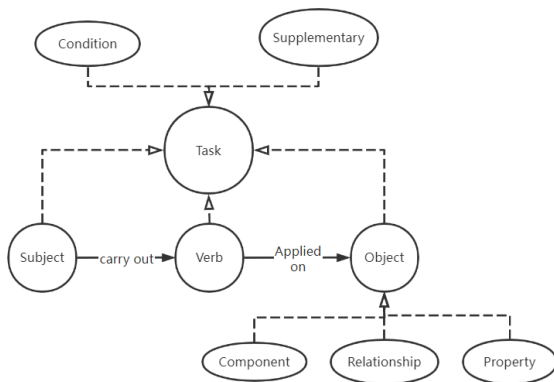 Condition
Supplementary
Task
Subject
carry out
Verb
Applied
on
Object
Component
Relationship
Property